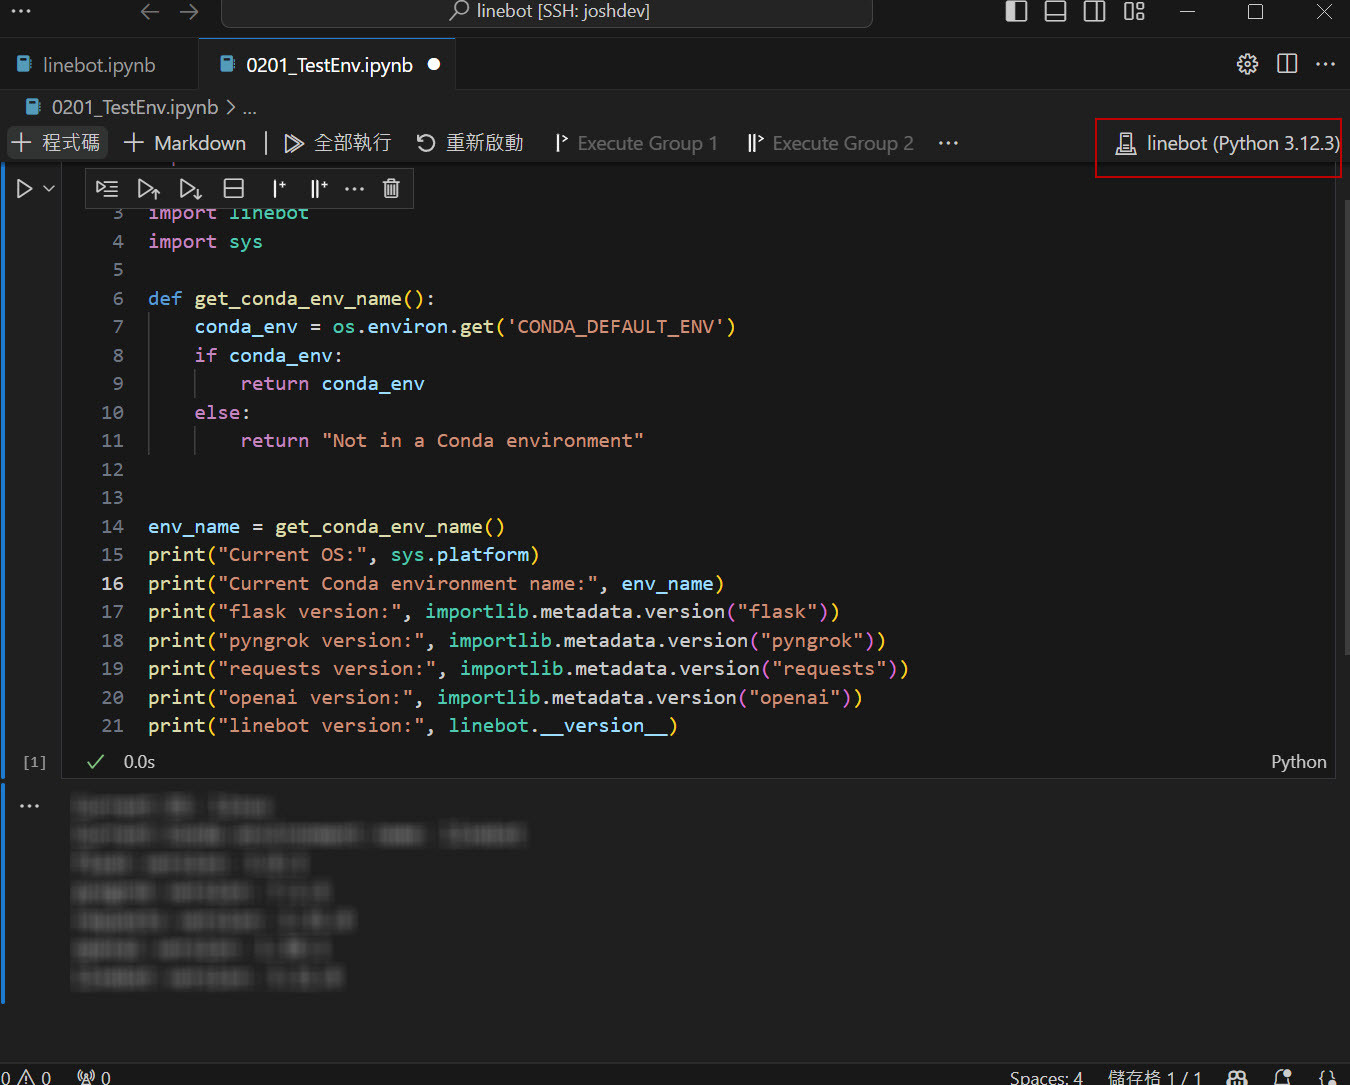 linebot [SSH: joshdev]
linebot.ipynb
0201_TestEnv.ipynb
0201_TestEnv.ipynb > ...
+ 程式碼 + Markdown 全部執行 重新啟動 Execute Group 1 Execute Group 2 ...
linebot (Python 3.12.3)
3 import linebot
4 import sys
5
6 def get_conda_env_name():
7 conda_env = os.environ.get('CONDA_DEFAULT_ENV')
8 if conda_env:
9 return conda_env
10 else:
11 return "Not in a Conda environment"
12
13
14 env_name = get_conda_env_name()
15 print("Current OS:", sys.platform)
16 print("Current Conda environment name:", env_name)
17 print("flask version:", importlib.metadata.version("flask"))
18 print("pyngrok version:", importlib.metadata.version("pyngrok"))
19 print("requests version:", importlib.metadata.version("requests"))
20 print("openai version:", importlib.metadata.version("openai"))
21 print("linebot version:", linebot.__version__)
[1] 0.0s Python
0 0 0 Spaces: 4 儲存格 1 / 1